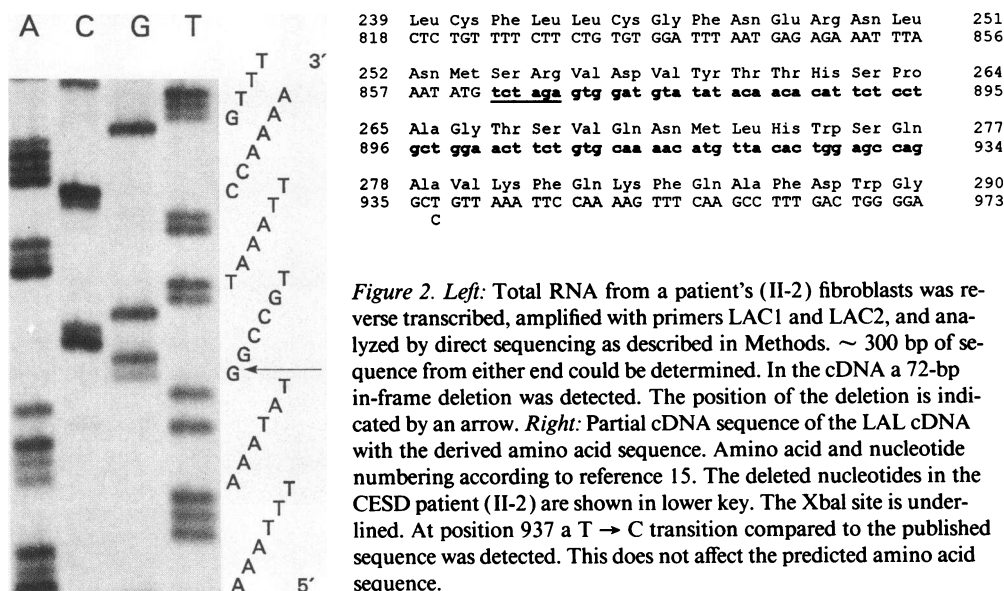 A C G T
3´
T
T
T
G
A
A
A
A
C
C
T
T
A
A
A
T
T
G
C
C
G
G
T
A
T
A
A
A
T
T
T
A
A
A
5´
239 Leu Cys Phe Leu Leu Cys Gly Phe Asn Glu Arg Asn Leu 251
818 CTC TGT TTT CTT CTG TGT GGA TTT AAT GAG AGA AAT TTA 856
252 Asn Met Ser Arg Val Asp Val Tyr Thr Thr His Ser Pro 264
857 AAT ATG tct aga gtg gat gta tat aca aca cat tct cct 895
265 Ala Gly Thr Ser Val Gln Asn Met Leu His Trp Ser Gln 277
896 gct gga act tct gtg caa aac atg tta cac tgg agc cag 934
278 Ala Val Lys Phe Gln Lys Phe Gln Ala Phe Asp Trp Gly 290
935 GCT GTT AAA TTC CAA AAG TTT CAA GCC TTT GAC TGG GGA 973
C
Figure 2. Left: Total RNA from a patient's (II-2) fibroblasts was re-
verse transcribed, amplified with primers LAC1 and LAC2, and ana-
lyzed by direct sequencing as described in Methods. ~ 300 bp of se-
quence from either end could be determined. In the cDNA a 72-bp
in-frame deletion was detected. The position of the deletion is indi-
cated by an arrow. Right: Partial cDNA sequence of the LAL cDNA
with the derived amino acid sequence. Amino acid and nucleotide
numbering according to reference 15. The deleted nucleotides in the
CESD patient (II-2) are shown in lower key. The XbaI site is under-
lined. At position 937 a T → C transition compared to the published
sequence was detected. This does not affect the predicted amino acid
sequence.